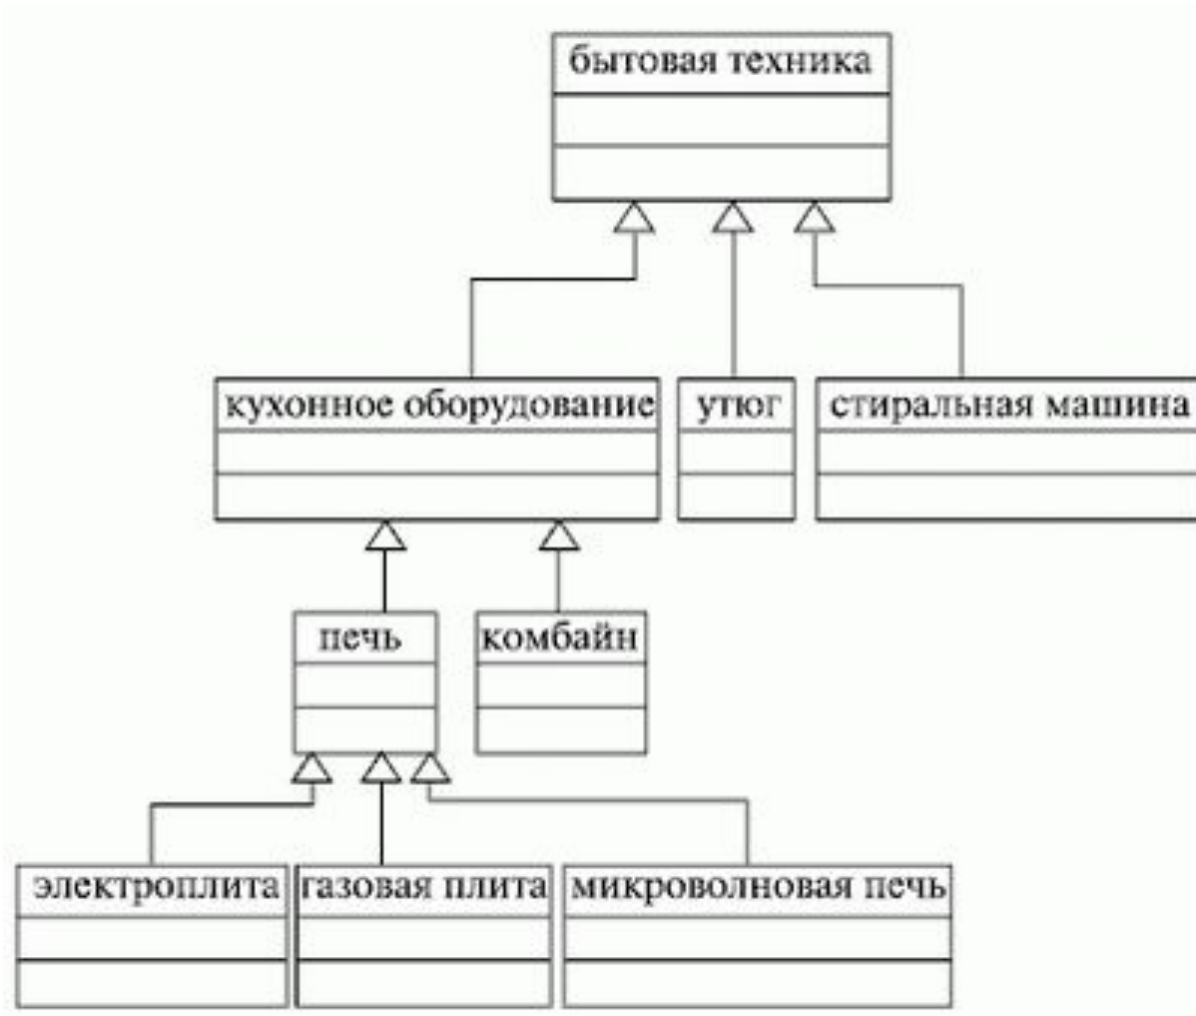 бытовая техника
кухонное оборудование
утюг
стиральная машина
печь
комбайн
электроплита
газовая плита
микроволновая печь